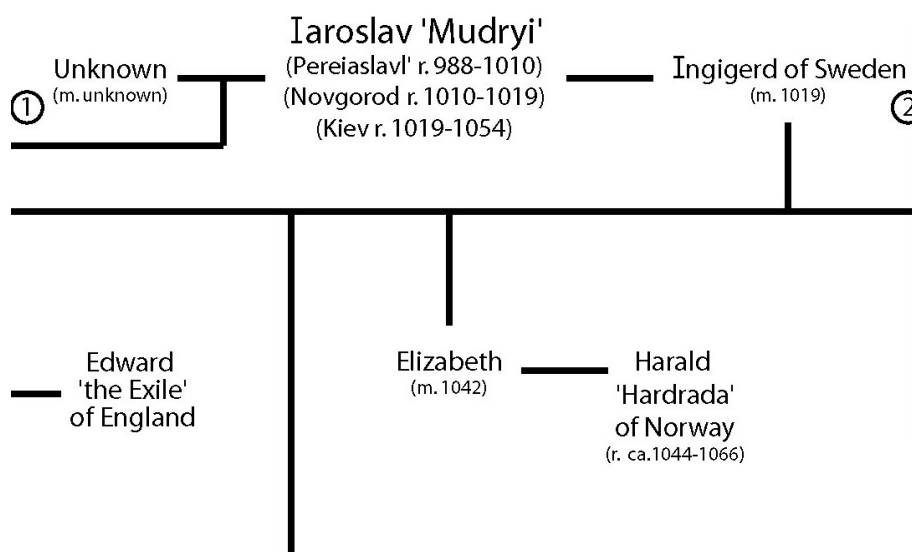 Iaroslav 'Mudryi'
(Pereiaslavl' r. 988-1010)
(Novgorod r. 1010-1019)
(Kiev r. 1019-1054)
Unknown
(m. unknown)
1
Ingigerd of Sweden
(m. 1019)
2
Edward
'the Exile'
of England
Elizabeth
(m. 1042)
Harald
'Hardrada'
of Norway
(r. ca.1044-1066)